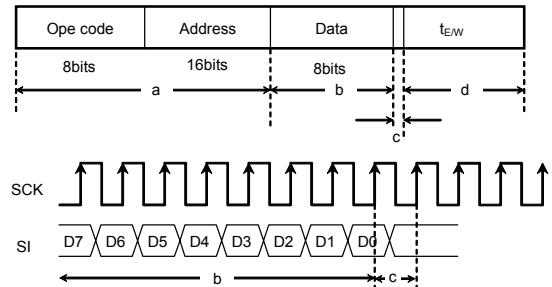 Ope code Address Data tE/W
8bits 16bits 8bits
a b d
c
SCK
SI D7 D6 D5 D4 D3 D2 D1 D0
b c